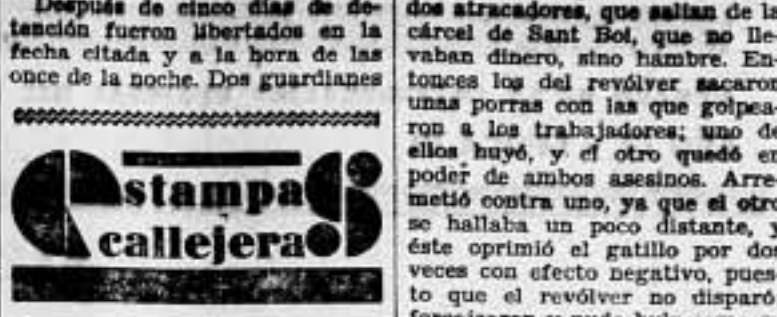 Después de cinco días de de-
tención fueron libertados en la
fecha citada y a la hora de las
once de la noche. Dos guardianes
Estampas
callejeras
dos atracadores, que salían de la
cárcel de Sant Boi, que no lle-
vaban dinero, sino hambre. En-
tonces los del revólver sacaron
unas porras con las que golpea-
ron a los trabajadores; uno de
ellos huyó, y el otro quedó en
poder de ambos asesinos. Arre-
metió contra uno, ya que el otro
se hallaba un poco distante, y
éste oprimió el gatillo por dos
veces con efecto negativo, pues-
to que el revólver no disparó.